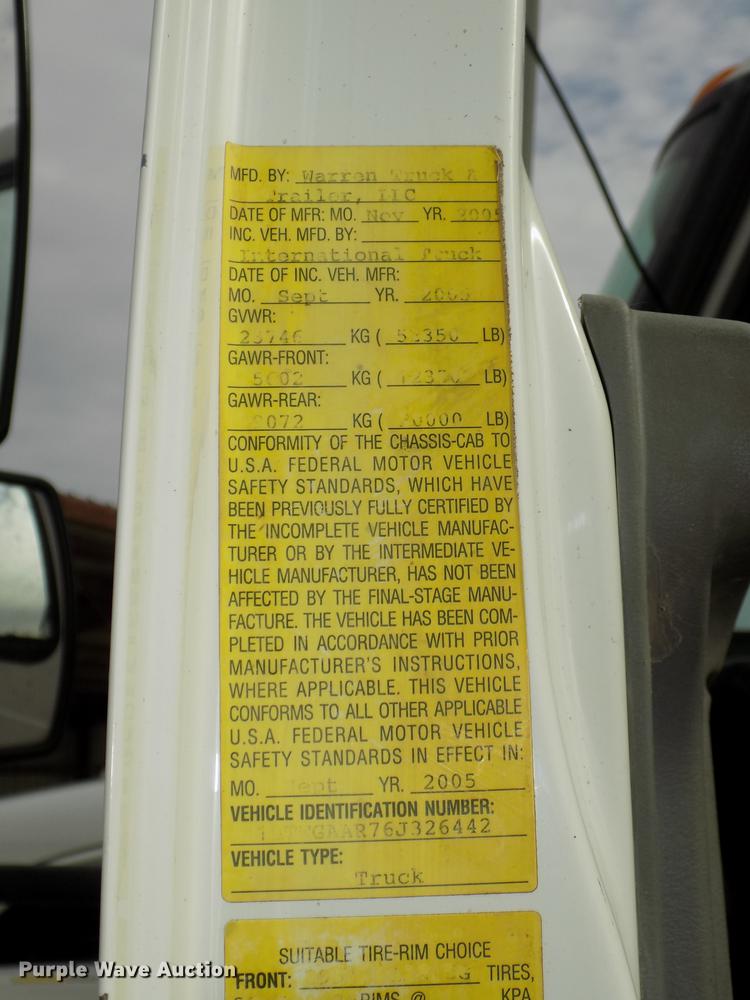 MFD. BY: Warren Truck &
Trailer, LLC
DATE OF MFR: MO. Nov YR. 2005
INC. VEH. MFD. BY:
International Truck
DATE OF INC. VEH. MFR:
MO. Sept YR. 2005
GVWR:
KG ( LB)
GAWR-FRONT:
KG ( LB)
GAWR-REAR:
9072 KG ( 20000 LB)
CONFORMITY OF THE CHASSIS-CAB TO
U.S.A. FEDERAL MOTOR VEHICLE
SAFETY STANDARDS, WHICH HAVE
BEEN PREVIOUSLY FULLY CERTIFIED BY
THE INCOMPLETE VEHICLE MANUFAC-
TURER OR BY THE INTERMEDIATE VE-
HICLE MANUFACTURER, HAS NOT BEEN
AFFECTED BY THE FINAL-STAGE MANU-
FACTURE. THE VEHICLE HAS BEEN COM-
PLETED IN ACCORDANCE WITH PRIOR
MANUFACTURER'S INSTRUCTIONS,
WHERE APPLICABLE. THIS VEHICLE
CONFORMS TO ALL OTHER APPLICABLE
U.S.A. FEDERAL MOTOR VEHICLE
SAFETY STANDARDS IN EFFECT IN:
MO. Sept YR. 2005
VEHICLE IDENTIFICATION NUMBER:
VEHICLE TYPE:
Truck
SUITABLE TIRE-RIM CHOICE
FRONT: TIRES,
RIMS @ KPA
Purple Wave Auction